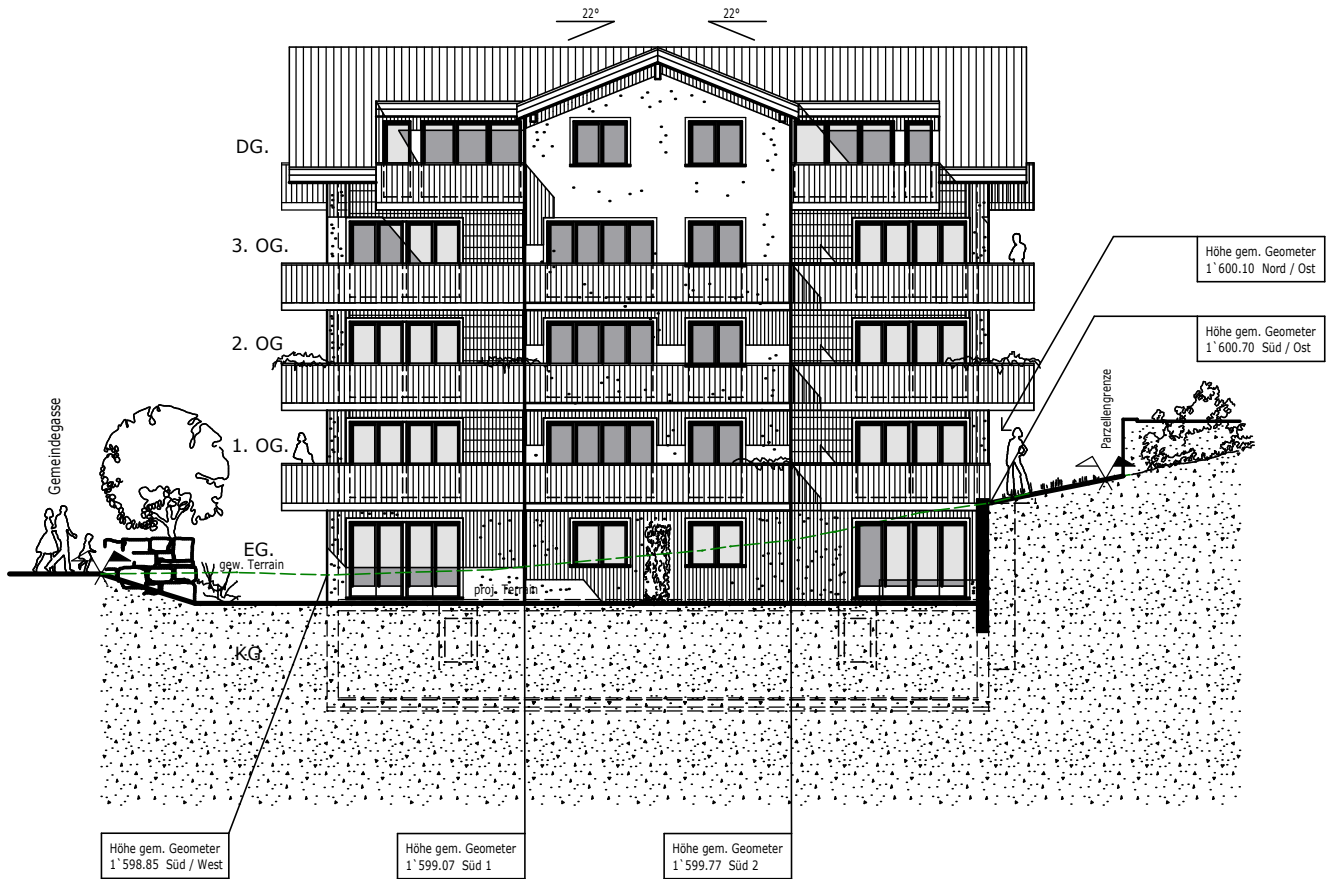 22°
22°
DG.
3. OG.
Höhe gem. Geometer
1`600.10 Nord / Ost
2. OG
Höhe gem. Geometer
1`600.70 Süd / Ost
Parzellengrenze
Gemeindegasse
1. OG.
EG.
gew. Terrain
proj. Terrain
KG
Höhe gem. Geometer
1`598.85 Süd / West
Höhe gem. Geometer
1`599.07 Süd 1
Höhe gem. Geometer
1`599.77 Süd 2